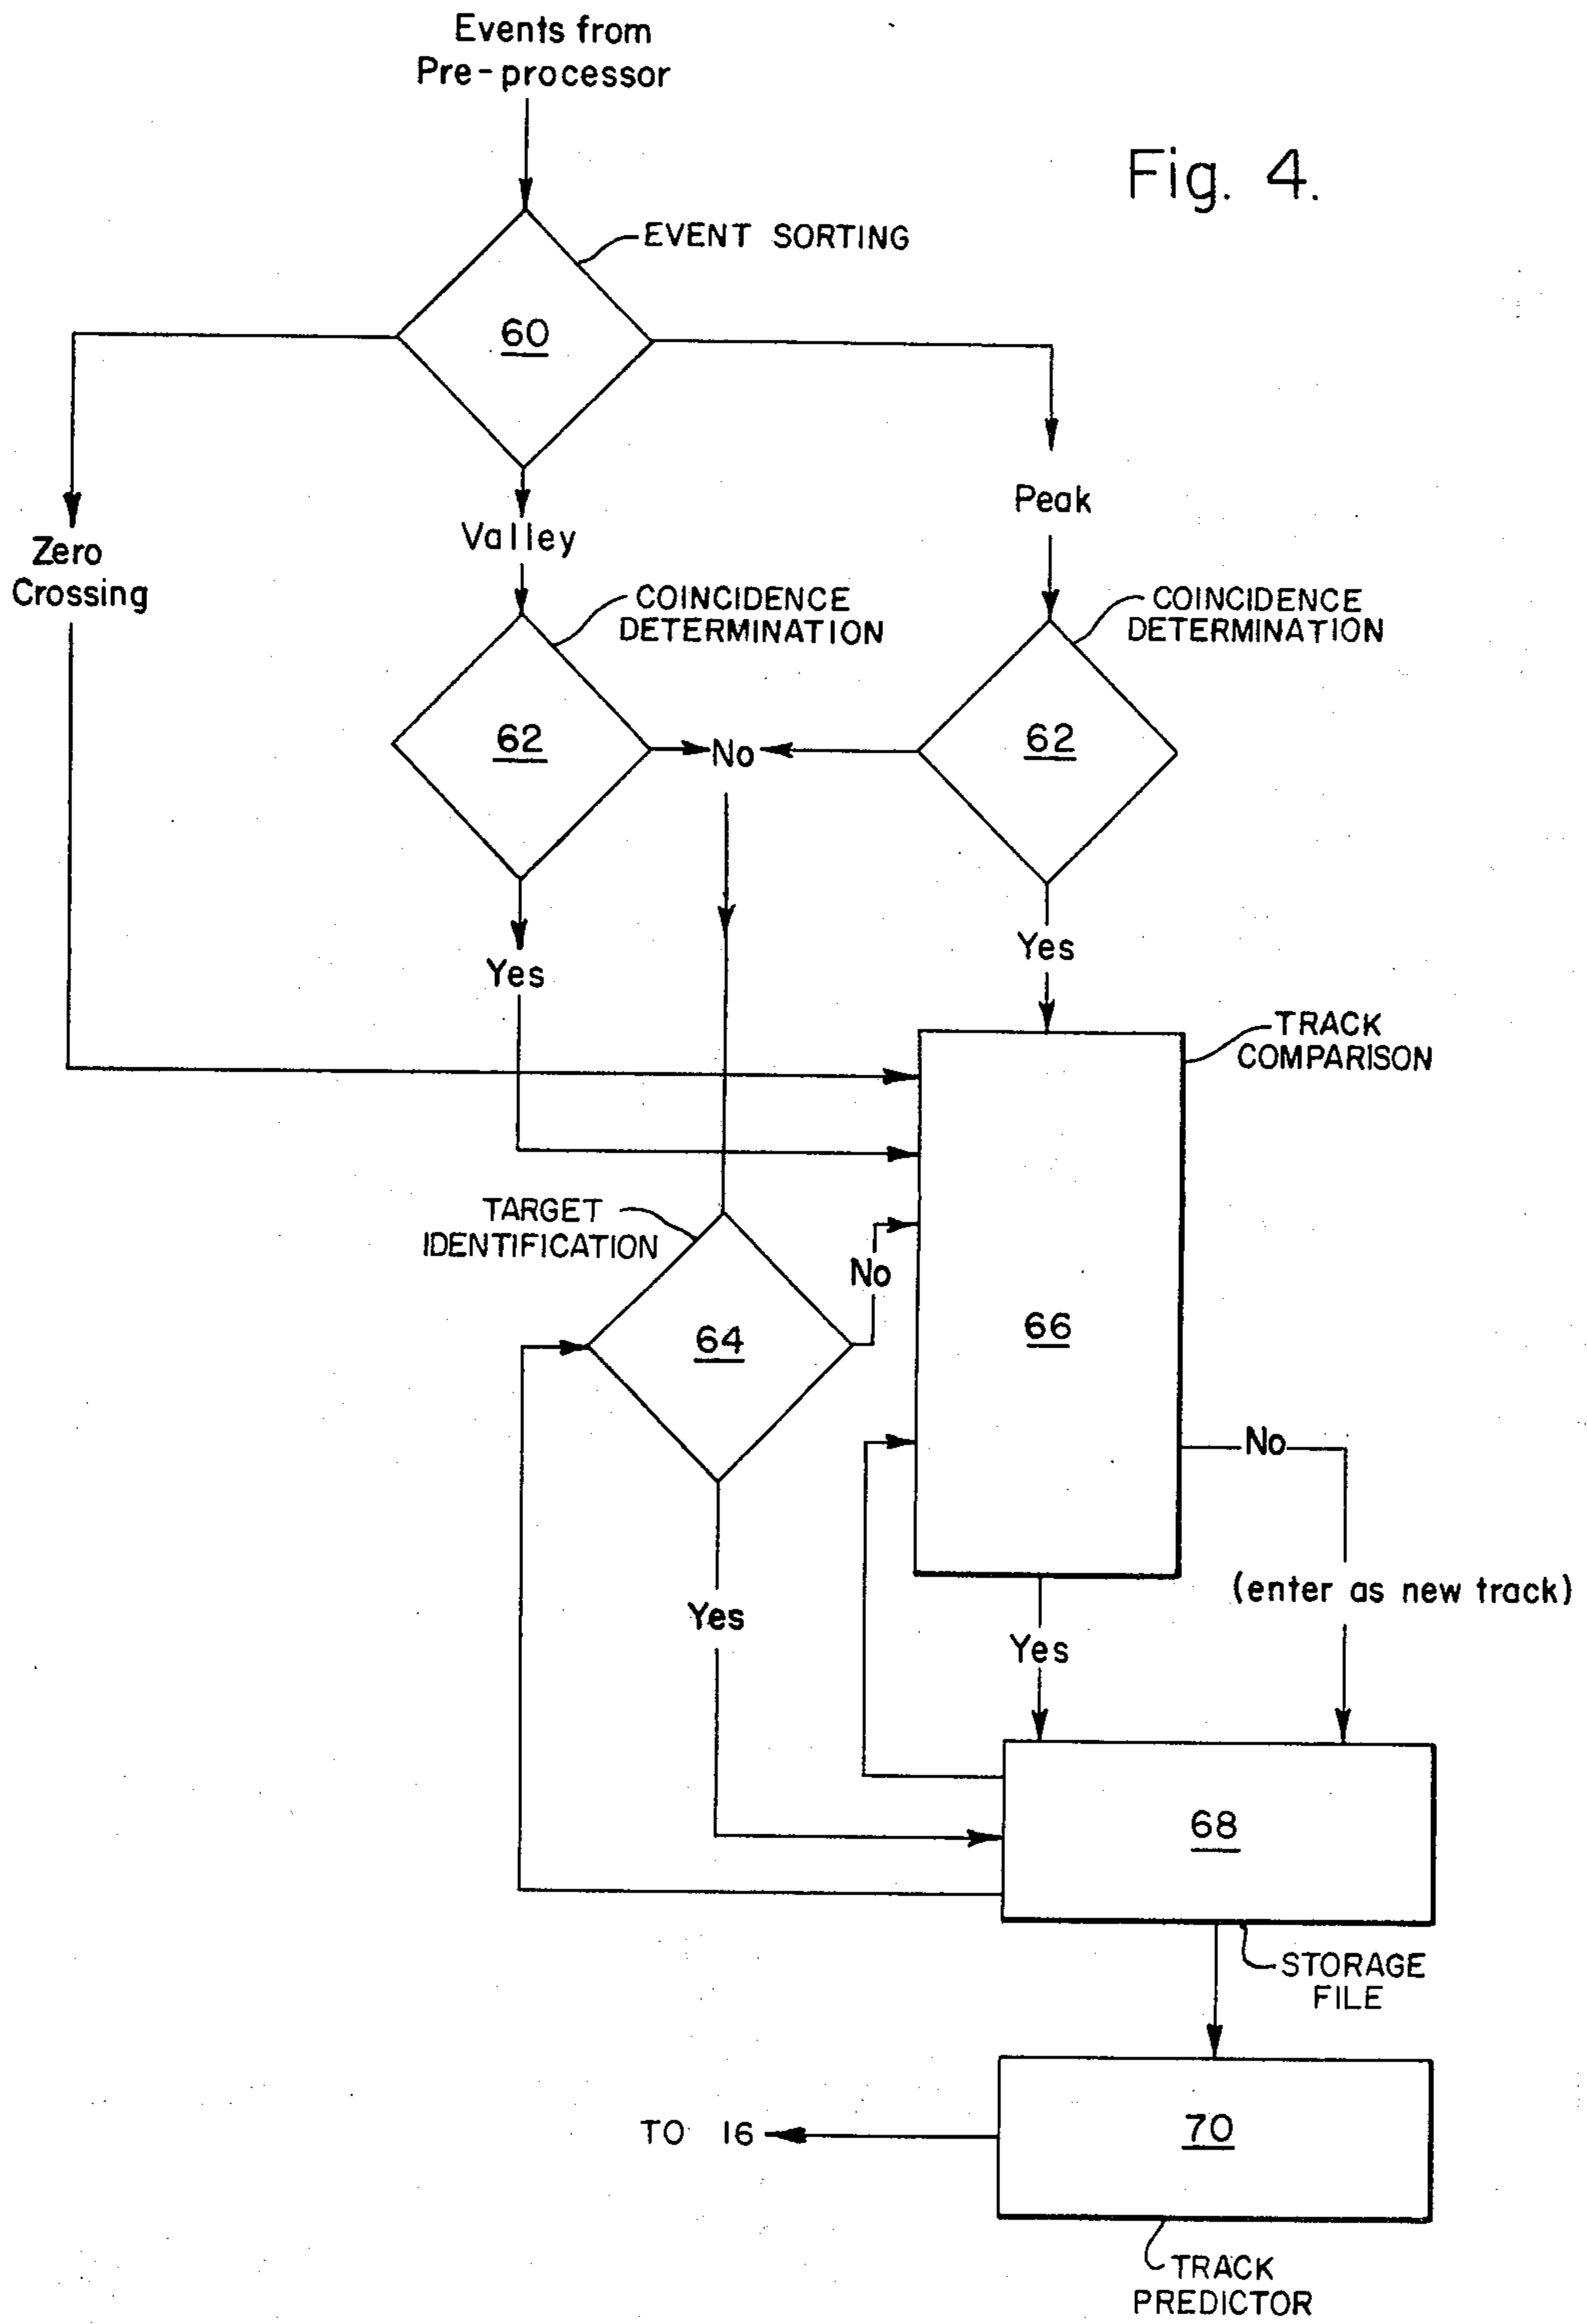 Events from
Pre-processor
Fig. 4.
EVENT SORTING
60
Peak
Valley
Zero
Crossing
COINCIDENCE
DETERMINATION
COINCIDENCE
DETERMINATION
62
No
62
Yes
Yes
TRACK
COMPARISON
TARGET
IDENTIFICATION
No
64
66
No
(enter as new track)
Yes
Yes
68
STORAGE
FILE
70
TO 16
TRACK
PREDICTOR